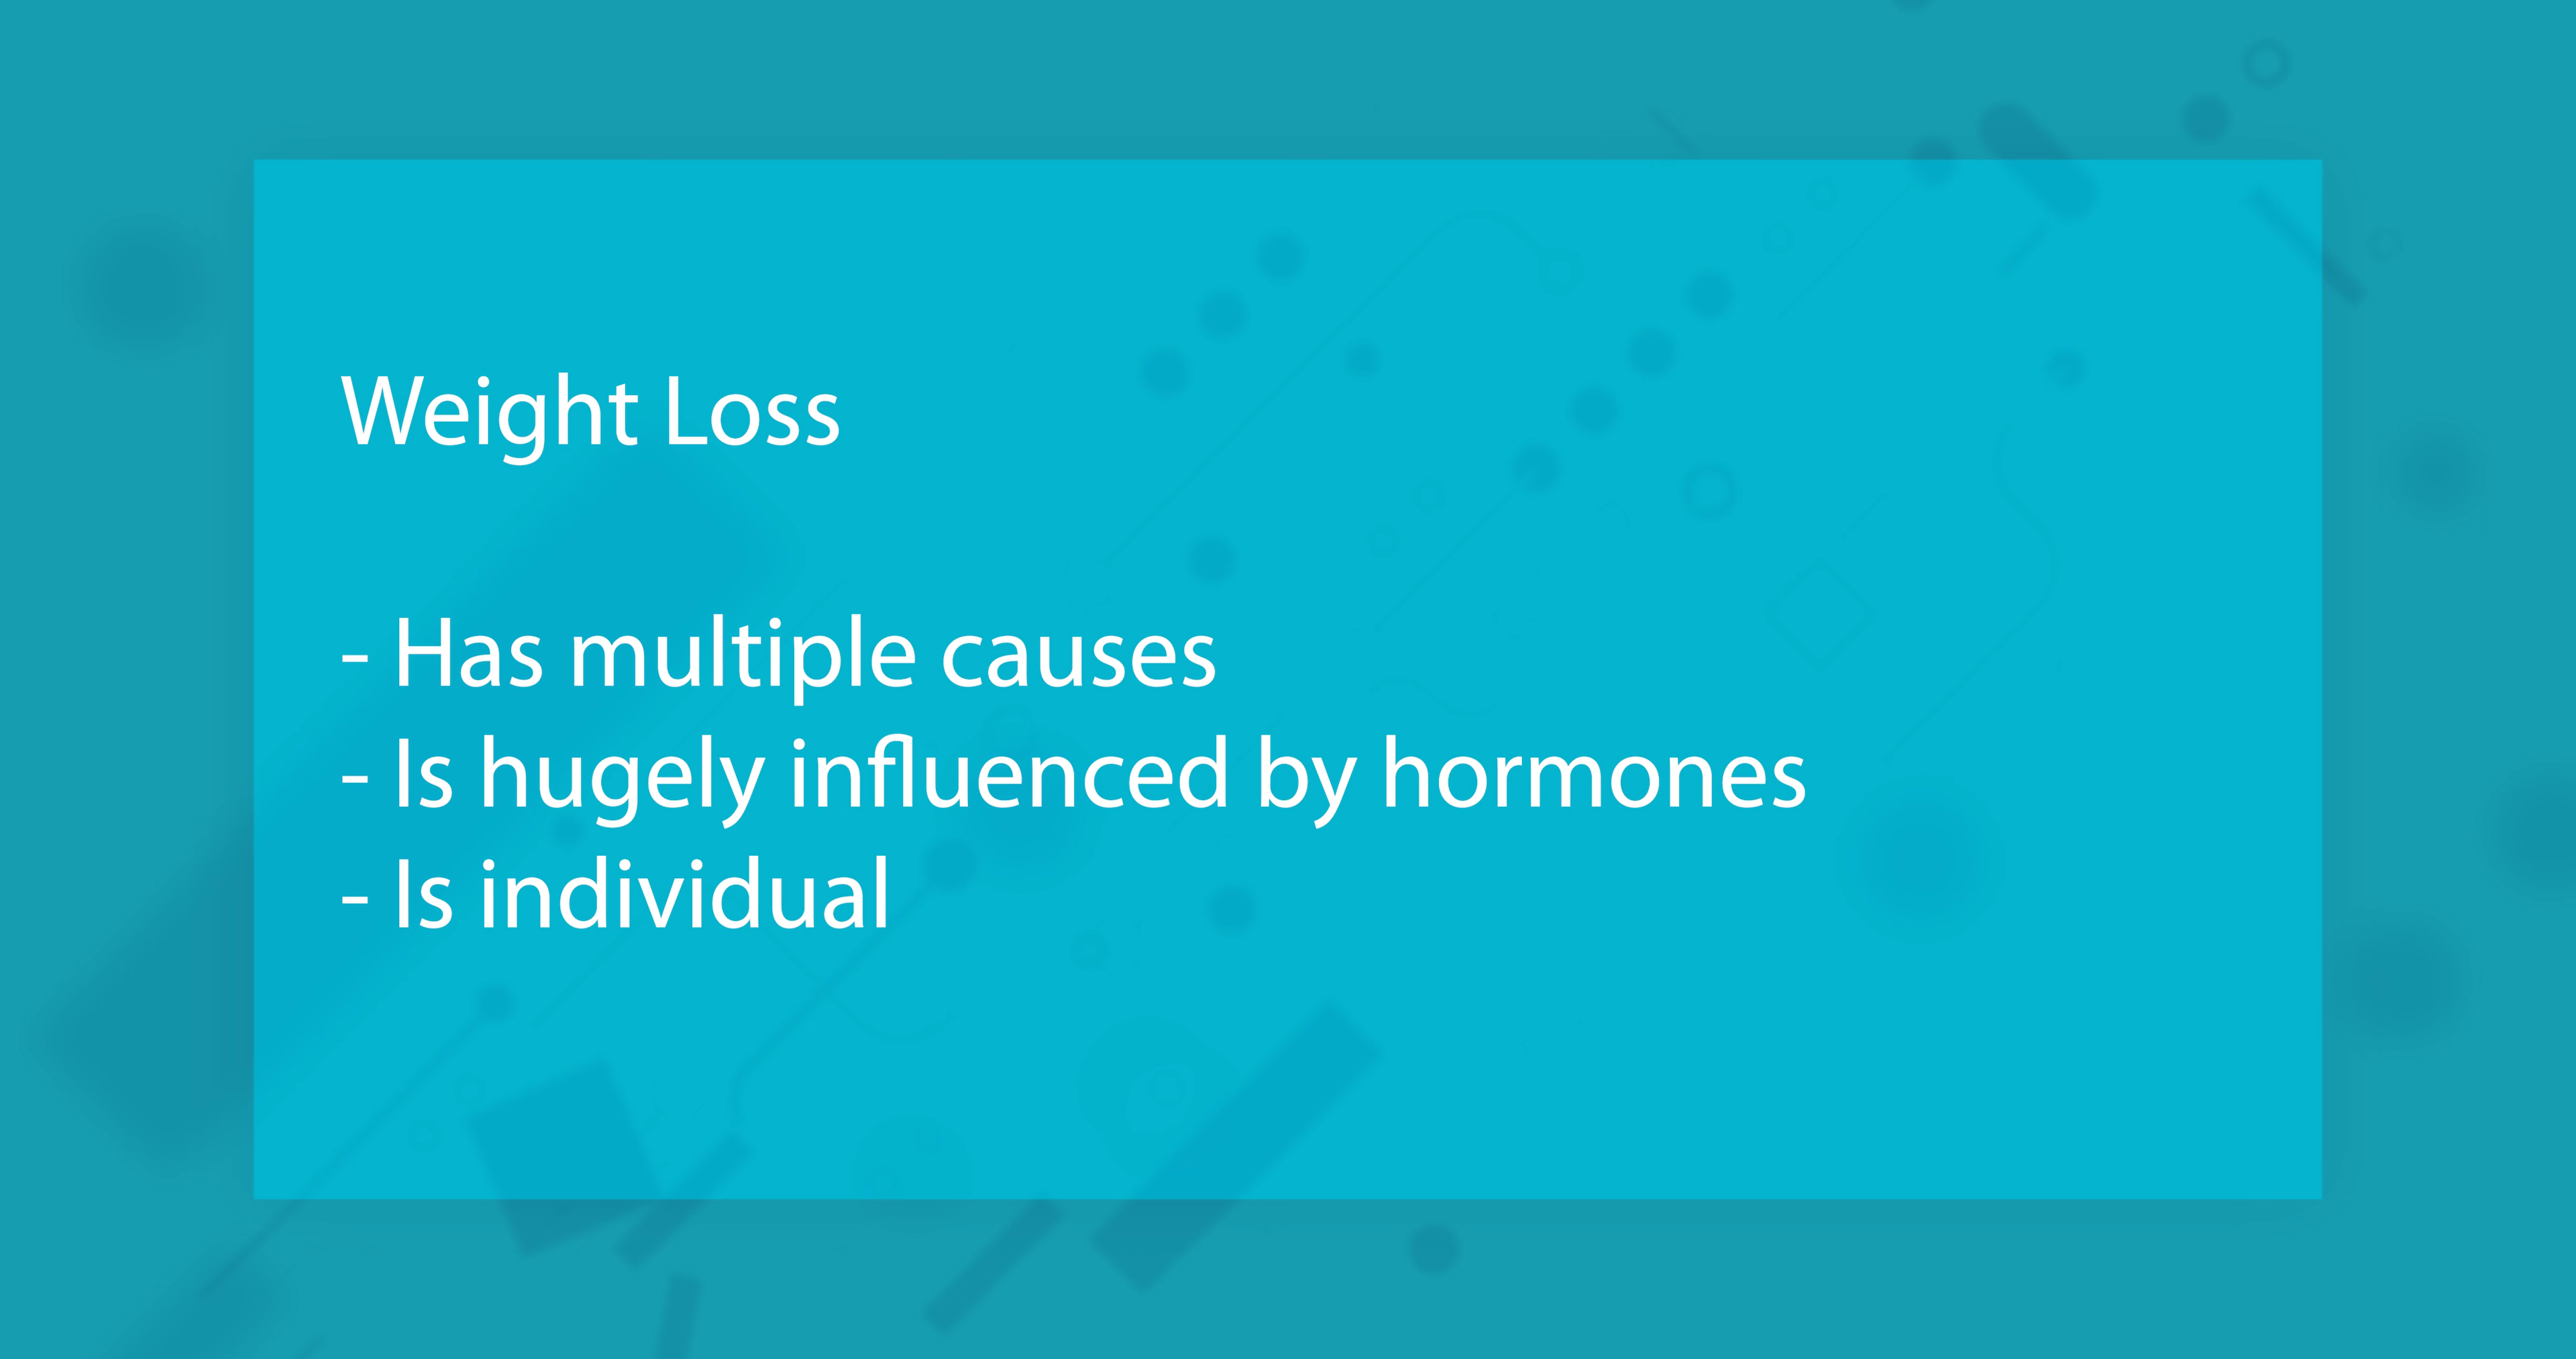 Weight Loss
- Has multiple causes
- Is hugely influenced by hormones
- Is individual